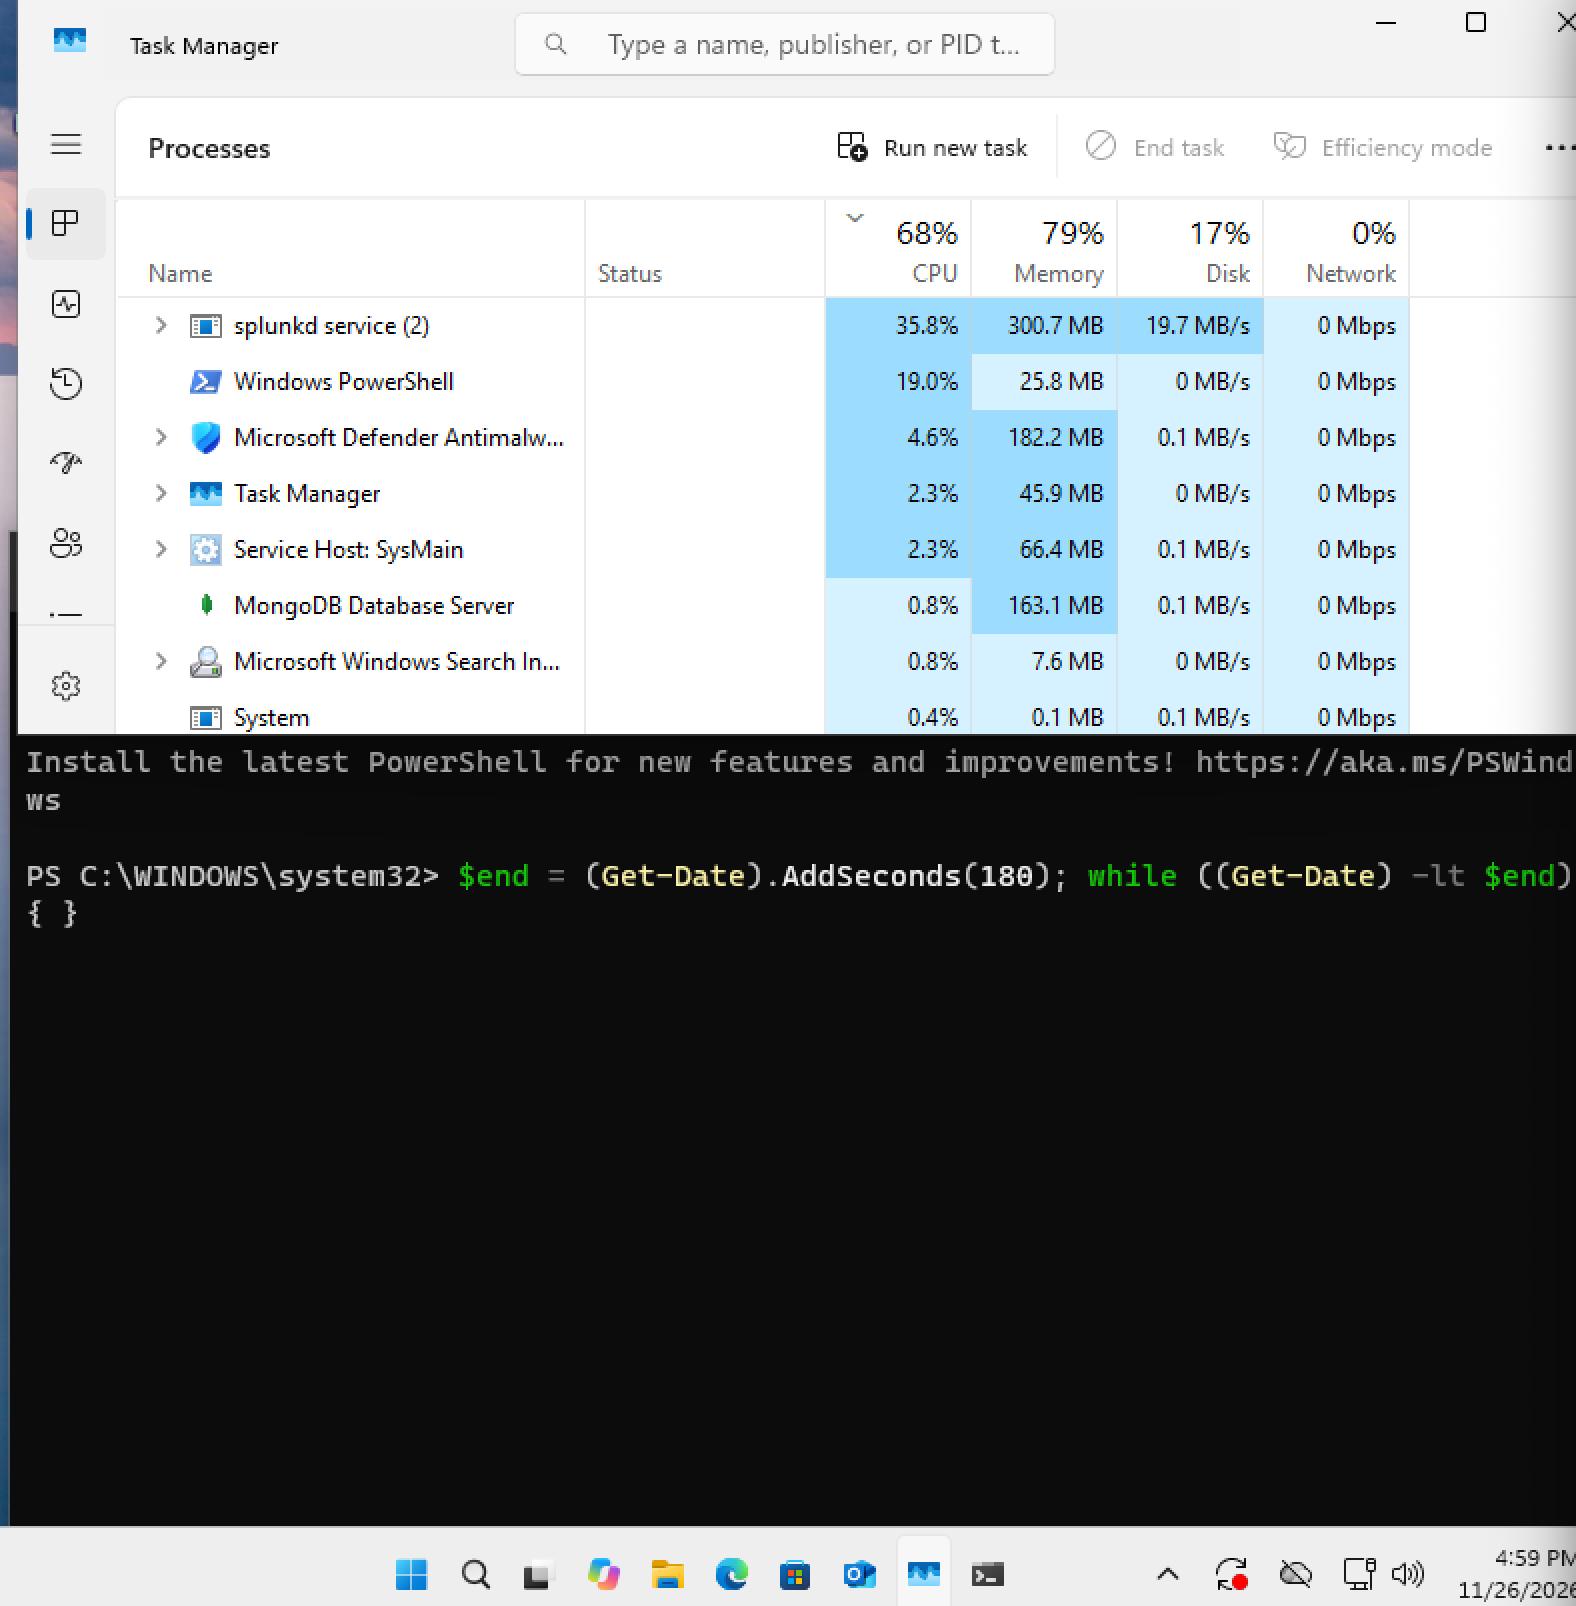 Task Manager
Type a name, publisher, or PID t...
Processes
Run new task
End task
Efficiency mode
68% 79% 17% 0%
Name Status CPU Memory Disk Network
splunkd service (2) 35.8% 300.7 MB 19.7 MB/s 0 Mbps
Windows PowerShell 19.0% 25.8 MB 0 MB/s 0 Mbps
Microsoft Defender Antimalw... 4.6% 182.2 MB 0.1 MB/s 0 Mbps
Task Manager 2.3% 45.9 MB 0 MB/s 0 Mbps
Service Host: SysMain 2.3% 66.4 MB 0.1 MB/s 0 Mbps
MongoDB Database Server 0.8% 163.1 MB 0.1 MB/s 0 Mbps
Microsoft Windows Search In... 0.8% 7.6 MB 0 MB/s 0 Mbps
System 0.4% 0.1 MB 0.1 MB/s 0 Mbps
Install the latest PowerShell for new features and improvements! https://aka.ms/PSWind
ws
PS C:\WINDOWS\system32> $end = (Get-Date).AddSeconds(180); while ((Get-Date) -lt $end)
{ }
4:59 PM
11/26/2026